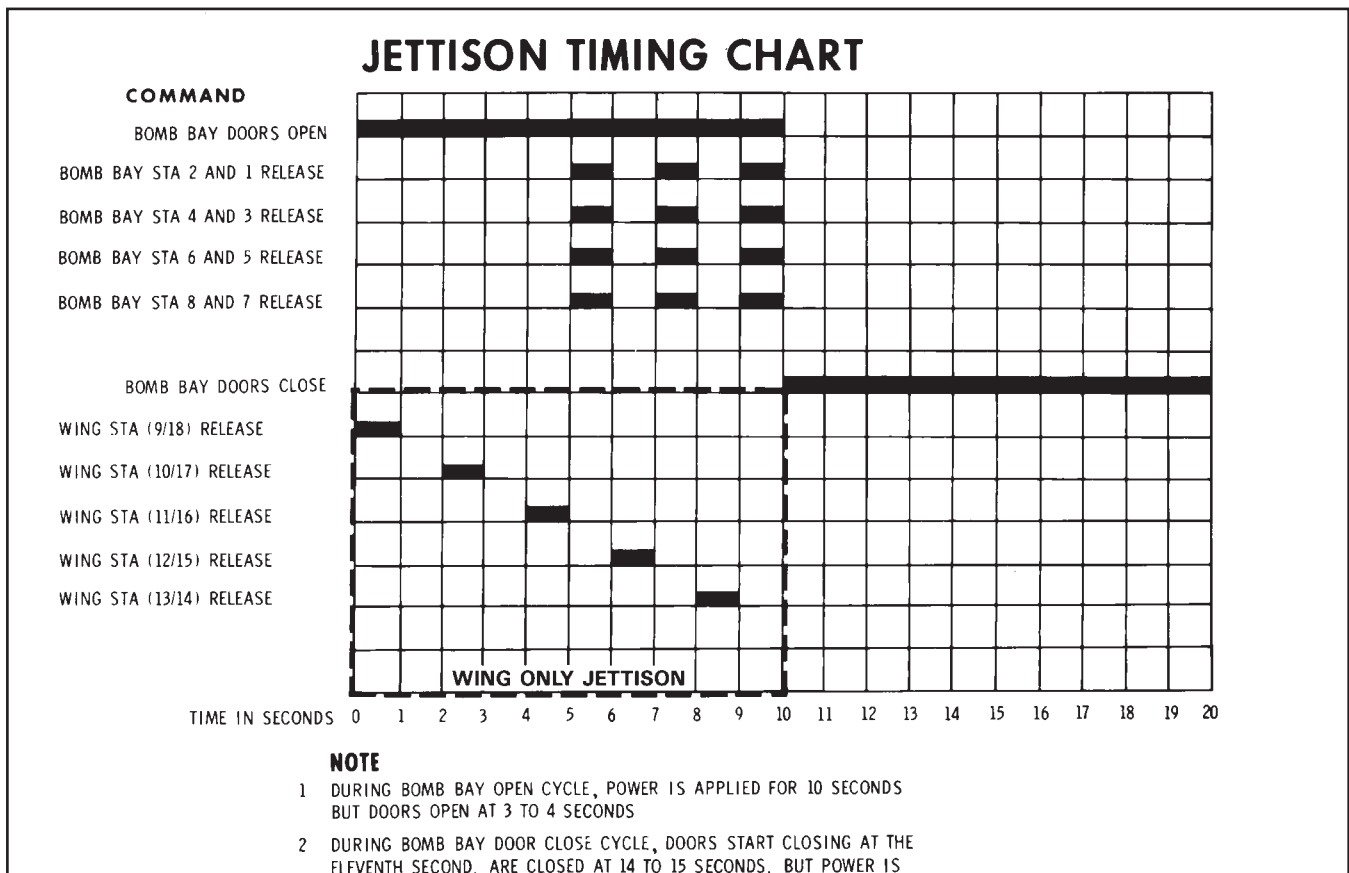 JETTISON TIMING CHART
COMMAND
BOMB BAY DOORS OPEN
BOMB BAY STA 2 AND 1 RELEASE
BOMB BAY STA 4 AND 3 RELEASE
BOMB BAY STA 6 AND 5 RELEASE
BOMB BAY STA 8 AND 7 RELEASE
BOMB BAY DOORS CLOSE
WING STA (9/18) RELEASE
WING STA (10/17) RELEASE
WING STA (11/16) RELEASE
WING STA (12/15) RELEASE
WING STA (13/14) RELEASE
WING ONLY JETTISON
TIME IN SECONDS 0 1 2 3 4 5 6 7 8 9 10 11 12 13 14 15 16 17 18 19 20
NOTE
1 DURING BOMB BAY OPEN CYCLE, POWER IS APPLIED FOR 10 SECONDS
BUT DOORS OPEN AT 3 TO 4 SECONDS
2 DURING BOMB BAY DOOR CLOSE CYCLE, DOORS START CLOSING AT THE
ELEVENTH SECOND, ARE CLOSED AT 14 TO 15 SECONDS, BUT POWER IS